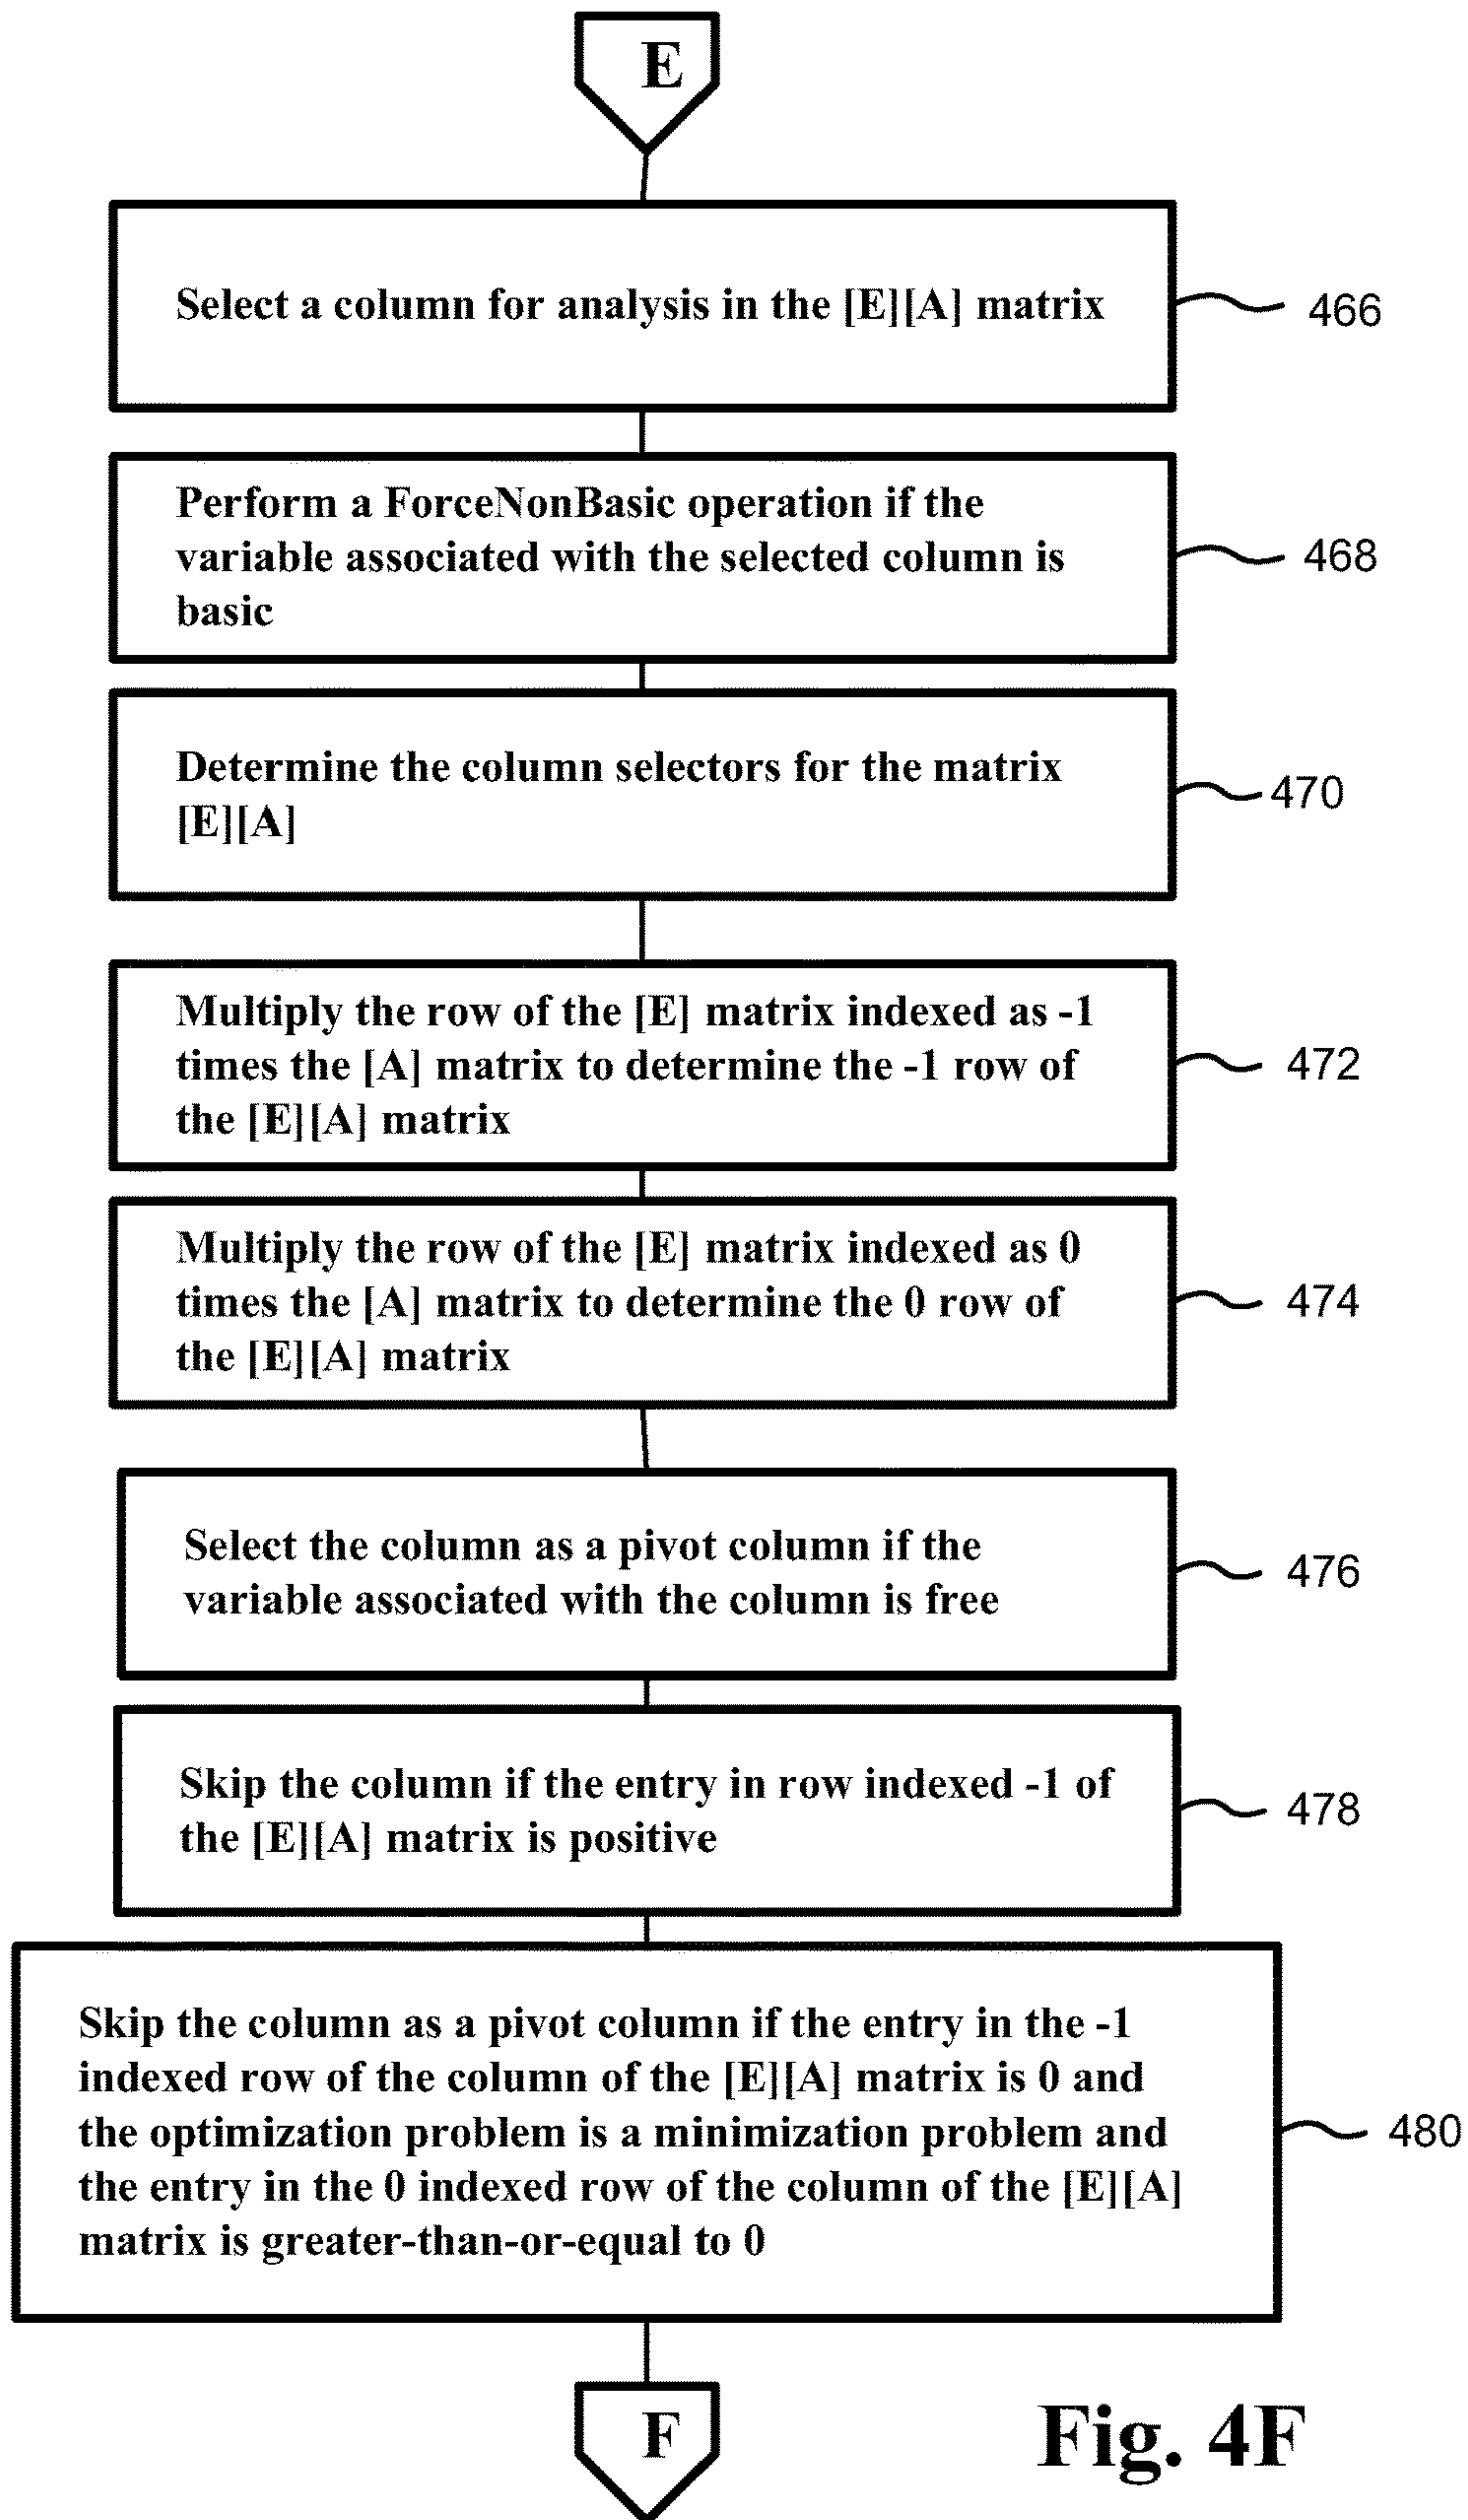 E
Select a column for analysis in the [E][A] matrix
466
Perform a ForceNonBasic operation if the
variable associated with the selected column is
basic
468
Determine the column selectors for the matrix
[E][A]
470
Multiply the row of the [E] matrix indexed as -1
times the [A] matrix to determine the -1 row of
the [E][A] matrix
472
Multiply the row of the [E] matrix indexed as 0
times the [A] matrix to determine the 0 row of
the [E][A] matrix
474
Select the column as a pivot column if the
variable associated with the column is free
476
Skip the column if the entry in row indexed -1 of
the [E][A] matrix is positive
478
Skip the column as a pivot column if the entry in the -1
indexed row of the column of the [E][A] matrix is 0 and
the optimization problem is a minimization problem and
the entry in the 0 indexed row of the column of the [E][A]
matrix is greater-than-or-equal to 0
480
F
Fig. 4F